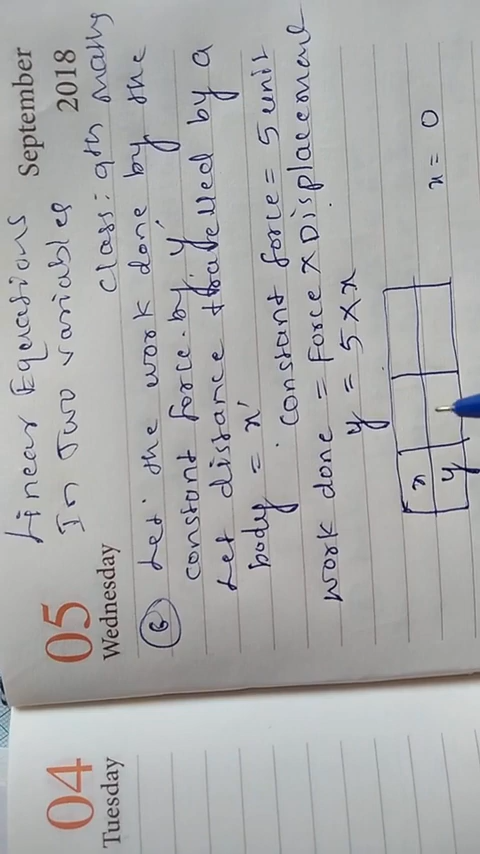 04
Tuesday
05
Wednesday
September
2018
Linear Equations
In Two variables
class: 9th maths
(6) Let the work done by the
constant force by y'
Let distance travelled by a
body = x'
constant force = 5 unit
work done = Force X Displacement
y = 5 X x
x
y
x = 0